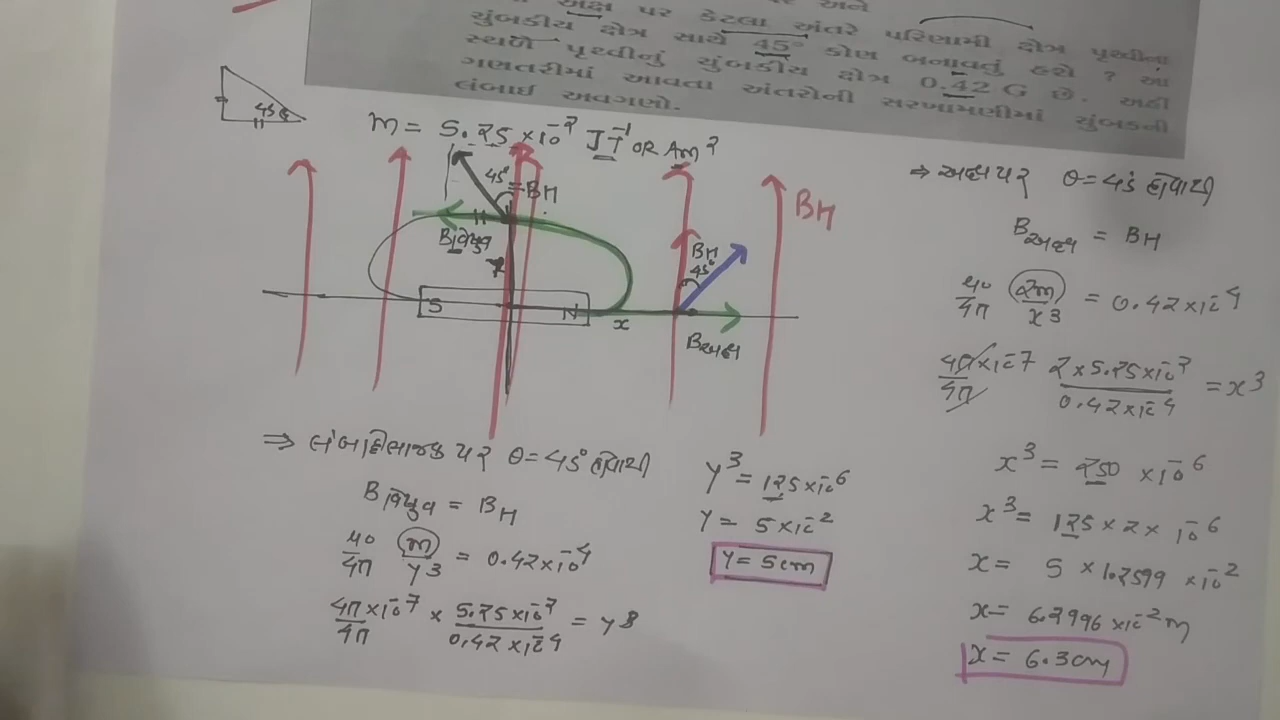 અને
અક્ષ પર કેટલા અંતરે પરિણામી ક્ષેત્ર પૃથ્વીના
ચુંબકીય ક્ષેત્ર સાથે 45° કોણ બનાવતું હશે ? આ
સ્થળે પૃથ્વીનું ચુંબકીય ક્ષેત્ર 0.42 G છે. અહીં
ગણતરીમાં આવતા અંતરોની સરખામણીમાં ચુંબકની
લંબાઈ અવગણો.
45°
m = 5.25 × 10⁻² J T⁻¹ OR Am²
45°
BH
Bવિષુવ
y
S
N
x
BH
45°
Bઅક્ષ
BH
⇒ લંબદ્વિભાજક પર θ = 45° હોવાથી
Bવિષુવ = BH
μ0/4π m/y3 = 0.42 × 10⁻⁴
4π × 10⁻⁷/4π × 5.25 × 10⁻²/0.42 × 10⁻⁴ = y3
y³ = 125 × 10⁻⁶
y = 5 × 10⁻²
y = 5 cm
⇒ અક્ષ પર θ = 45° હોવાથી
Bઅક્ષ = BH
μ0/4π 2m/x3 = 0.42 × 10⁻⁴
4π × 10⁻⁷/4π 2 × 5.25 × 10⁻²/0.42 × 10⁻⁴ = x³
x³ = 250 × 10⁻⁶
x³ = 125 × 2 × 10⁻⁶
x = 5 × 1.2599 × 10⁻²
x = 6.2996 × 10⁻² m
x = 6.3 cm